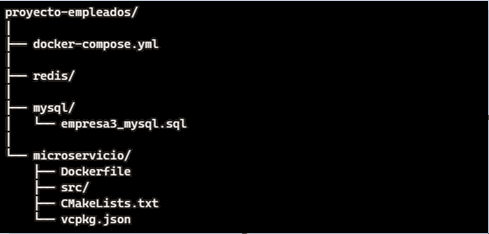 proyecto-empleados/
│
├── docker-compose.yml
│
├── redis/
│
├── mysql/
│   └── empresa3_mysql.sql
│
└── microservicio/
    ├── Dockerfile
    ├── src/
    ├── CMakeLists.txt
    └── vcpkg.json